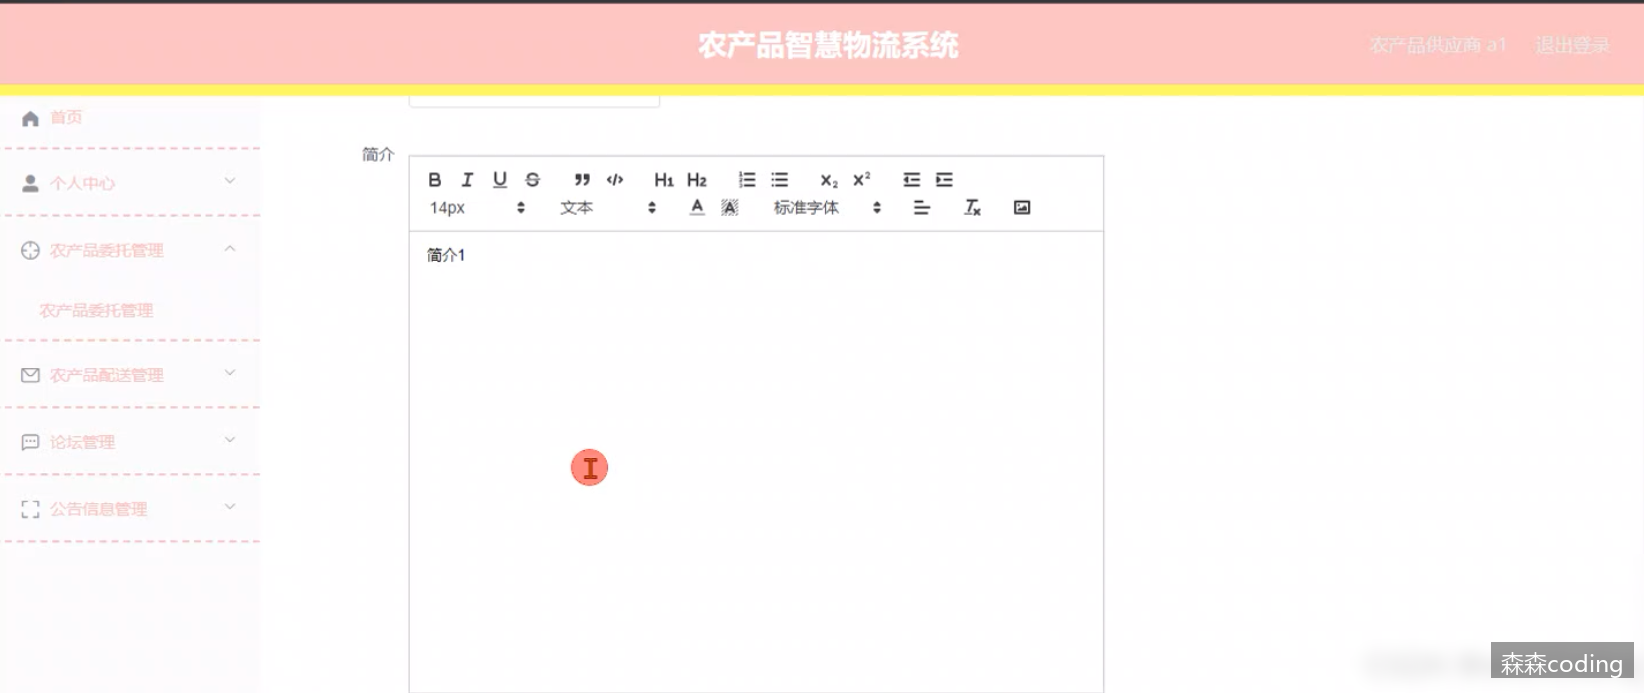 农产品智慧物流系统
农产品供应商 a1 退出登录
首页
个人中心
农产品委托管理
农产品委托管理
农产品配送管理
论坛管理
公告信息管理
简介
B I U S ” </> H1 H2 X₂ X²
14px 文本 A A 标准字体 Tx
简介1
森森coding